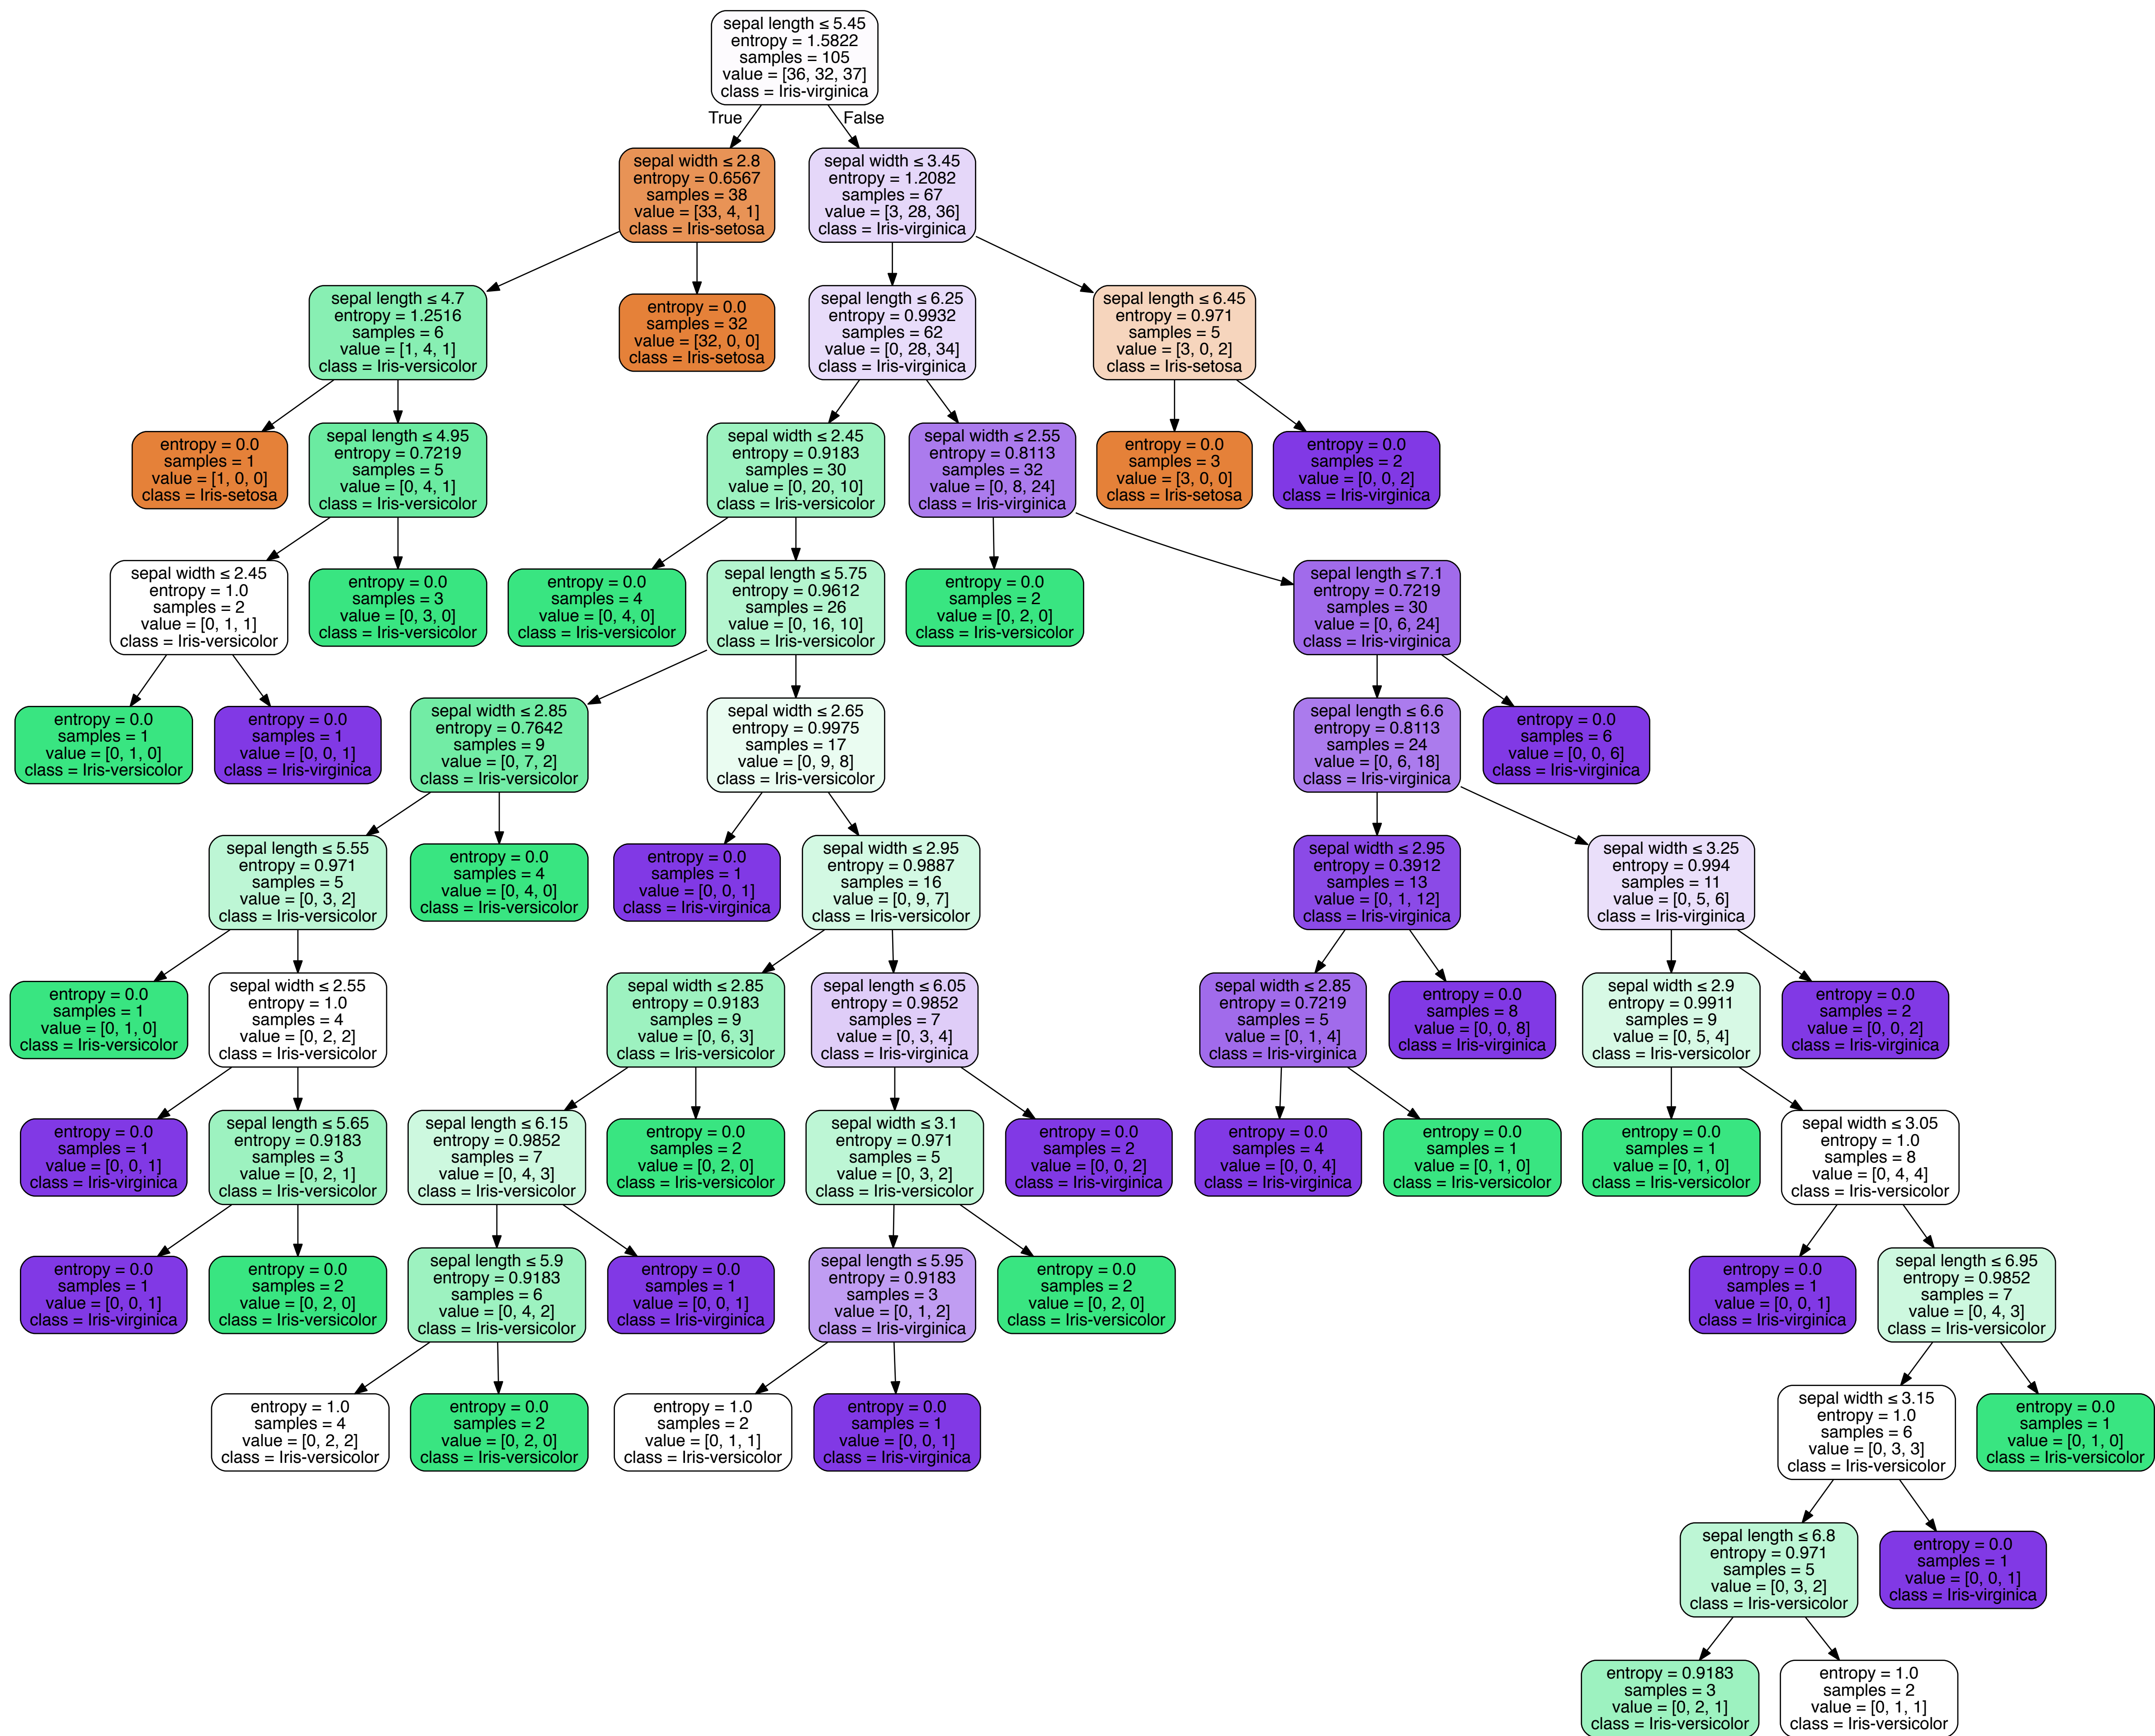 sepal length ≤ 5.45
entropy = 1.5822
samples = 105
value = [36, 32, 37]
class = Iris-virginica
True
False
sepal width ≤ 2.8
entropy = 0.6567
samples = 38
value = [33, 4, 1]
class = Iris-setosa
sepal width ≤ 3.45
entropy = 1.2082
samples = 67
value = [3, 28, 36]
class = Iris-virginica
sepal length ≤ 4.7
entropy = 1.2516
samples = 6
value = [1, 4, 1]
class = Iris-versicolor
entropy = 0.0
samples = 32
value = [32, 0, 0]
class = Iris-setosa
sepal length ≤ 6.25
entropy = 0.9932
samples = 62
value = [0, 28, 34]
class = Iris-virginica
sepal length ≤ 6.45
entropy = 0.971
samples = 5
value = [3, 0, 2]
class = Iris-setosa
entropy = 0.0
samples = 1
value = [1, 0, 0]
class = Iris-setosa
sepal length ≤ 4.95
entropy = 0.7219
samples = 5
value = [0, 4, 1]
class = Iris-versicolor
sepal width ≤ 2.45
entropy = 0.9183
samples = 30
value = [0, 20, 10]
class = Iris-versicolor
sepal width ≤ 2.55
entropy = 0.8113
samples = 32
value = [0, 8, 24]
class = Iris-virginica
entropy = 0.0
samples = 3
value = [3, 0, 0]
class = Iris-setosa
entropy = 0.0
samples = 2
value = [0, 0, 2]
class = Iris-virginica
sepal width ≤ 2.45
entropy = 1.0
samples = 2
value = [0, 1, 1]
class = Iris-versicolor
entropy = 0.0
samples = 3
value = [0, 3, 0]
class = Iris-versicolor
entropy = 0.0
samples = 4
value = [0, 4, 0]
class = Iris-versicolor
sepal length ≤ 5.75
entropy = 0.9612
samples = 26
value = [0, 16, 10]
class = Iris-versicolor
entropy = 0.0
samples = 2
value = [0, 2, 0]
class = Iris-versicolor
sepal length ≤ 7.1
entropy = 0.7219
samples = 30
value = [0, 6, 24]
class = Iris-virginica
entropy = 0.0
samples = 1
value = [0, 1, 0]
class = Iris-versicolor
entropy = 0.0
samples = 1
value = [0, 0, 1]
class = Iris-virginica
sepal width ≤ 2.85
entropy = 0.7642
samples = 9
value = [0, 7, 2]
class = Iris-versicolor
sepal width ≤ 2.65
entropy = 0.9975
samples = 17
value = [0, 9, 8]
class = Iris-versicolor
sepal length ≤ 6.6
entropy = 0.8113
samples = 24
value = [0, 6, 18]
class = Iris-virginica
entropy = 0.0
samples = 6
value = [0, 0, 6]
class = Iris-virginica
sepal length ≤ 5.55
entropy = 0.971
samples = 5
value = [0, 3, 2]
class = Iris-versicolor
entropy = 0.0
samples = 4
value = [0, 4, 0]
class = Iris-versicolor
entropy = 0.0
samples = 1
value = [0, 0, 1]
class = Iris-virginica
sepal width ≤ 2.95
entropy = 0.9887
samples = 16
value = [0, 9, 7]
class = Iris-versicolor
sepal width ≤ 2.95
entropy = 0.3912
samples = 13
value = [0, 1, 12]
class = Iris-virginica
sepal width ≤ 3.25
entropy = 0.994
samples = 11
value = [0, 5, 6]
class = Iris-virginica
entropy = 0.0
samples = 1
value = [0, 1, 0]
class = Iris-versicolor
sepal width ≤ 2.55
entropy = 1.0
samples = 4
value = [0, 2, 2]
class = Iris-versicolor
sepal width ≤ 2.85
entropy = 0.9183
samples = 9
value = [0, 6, 3]
class = Iris-versicolor
sepal length ≤ 6.05
entropy = 0.9852
samples = 7
value = [0, 3, 4]
class = Iris-virginica
sepal width ≤ 2.85
entropy = 0.7219
samples = 5
value = [0, 1, 4]
class = Iris-virginica
entropy = 0.0
samples = 8
value = [0, 0, 8]
class = Iris-virginica
sepal width ≤ 2.9
entropy = 0.9911
samples = 9
value = [0, 5, 4]
class = Iris-versicolor
entropy = 0.0
samples = 2
value = [0, 0, 2]
class = Iris-virginica
entropy = 0.0
samples = 1
value = [0, 0, 1]
class = Iris-virginica
sepal length ≤ 5.65
entropy = 0.9183
samples = 3
value = [0, 2, 1]
class = Iris-versicolor
sepal length ≤ 6.15
entropy = 0.9852
samples = 7
value = [0, 4, 3]
class = Iris-versicolor
entropy = 0.0
samples = 2
value = [0, 2, 0]
class = Iris-versicolor
sepal width ≤ 3.1
entropy = 0.971
samples = 5
value = [0, 3, 2]
class = Iris-versicolor
entropy = 0.0
samples = 2
value = [0, 0, 2]
class = Iris-virginica
entropy = 0.0
samples = 4
value = [0, 0, 4]
class = Iris-virginica
entropy = 0.0
samples = 1
value = [0, 1, 0]
class = Iris-versicolor
entropy = 0.0
samples = 1
value = [0, 1, 0]
class = Iris-versicolor
sepal width ≤ 3.05
entropy = 1.0
samples = 8
value = [0, 4, 4]
class = Iris-versicolor
entropy = 0.0
samples = 1
value = [0, 0, 1]
class = Iris-virginica
entropy = 0.0
samples = 2
value = [0, 2, 0]
class = Iris-versicolor
sepal length ≤ 5.9
entropy = 0.9183
samples = 6
value = [0, 4, 2]
class = Iris-versicolor
entropy = 0.0
samples = 1
value = [0, 0, 1]
class = Iris-virginica
sepal length ≤ 5.95
entropy = 0.9183
samples = 3
value = [0, 1, 2]
class = Iris-virginica
entropy = 0.0
samples = 2
value = [0, 2, 0]
class = Iris-versicolor
entropy = 0.0
samples = 1
value = [0, 0, 1]
class = Iris-virginica
sepal length ≤ 6.95
entropy = 0.9852
samples = 7
value = [0, 4, 3]
class = Iris-versicolor
entropy = 1.0
samples = 4
value = [0, 2, 2]
class = Iris-versicolor
entropy = 0.0
samples = 2
value = [0, 2, 0]
class = Iris-versicolor
entropy = 1.0
samples = 2
value = [0, 1, 1]
class = Iris-versicolor
entropy = 0.0
samples = 1
value = [0, 0, 1]
class = Iris-virginica
sepal width ≤ 3.15
entropy = 1.0
samples = 6
value = [0, 3, 3]
class = Iris-versicolor
entropy = 0.0
samples = 1
value = [0, 1, 0]
class = Iris-versicolor
sepal length ≤ 6.8
entropy = 0.971
samples = 5
value = [0, 3, 2]
class = Iris-versicolor
entropy = 0.0
samples = 1
value = [0, 0, 1]
class = Iris-virginica
entropy = 0.9183
samples = 3
value = [0, 2, 1]
class = Iris-versicolor
entropy = 1.0
samples = 2
value = [0, 1, 1]
class = Iris-versicolor